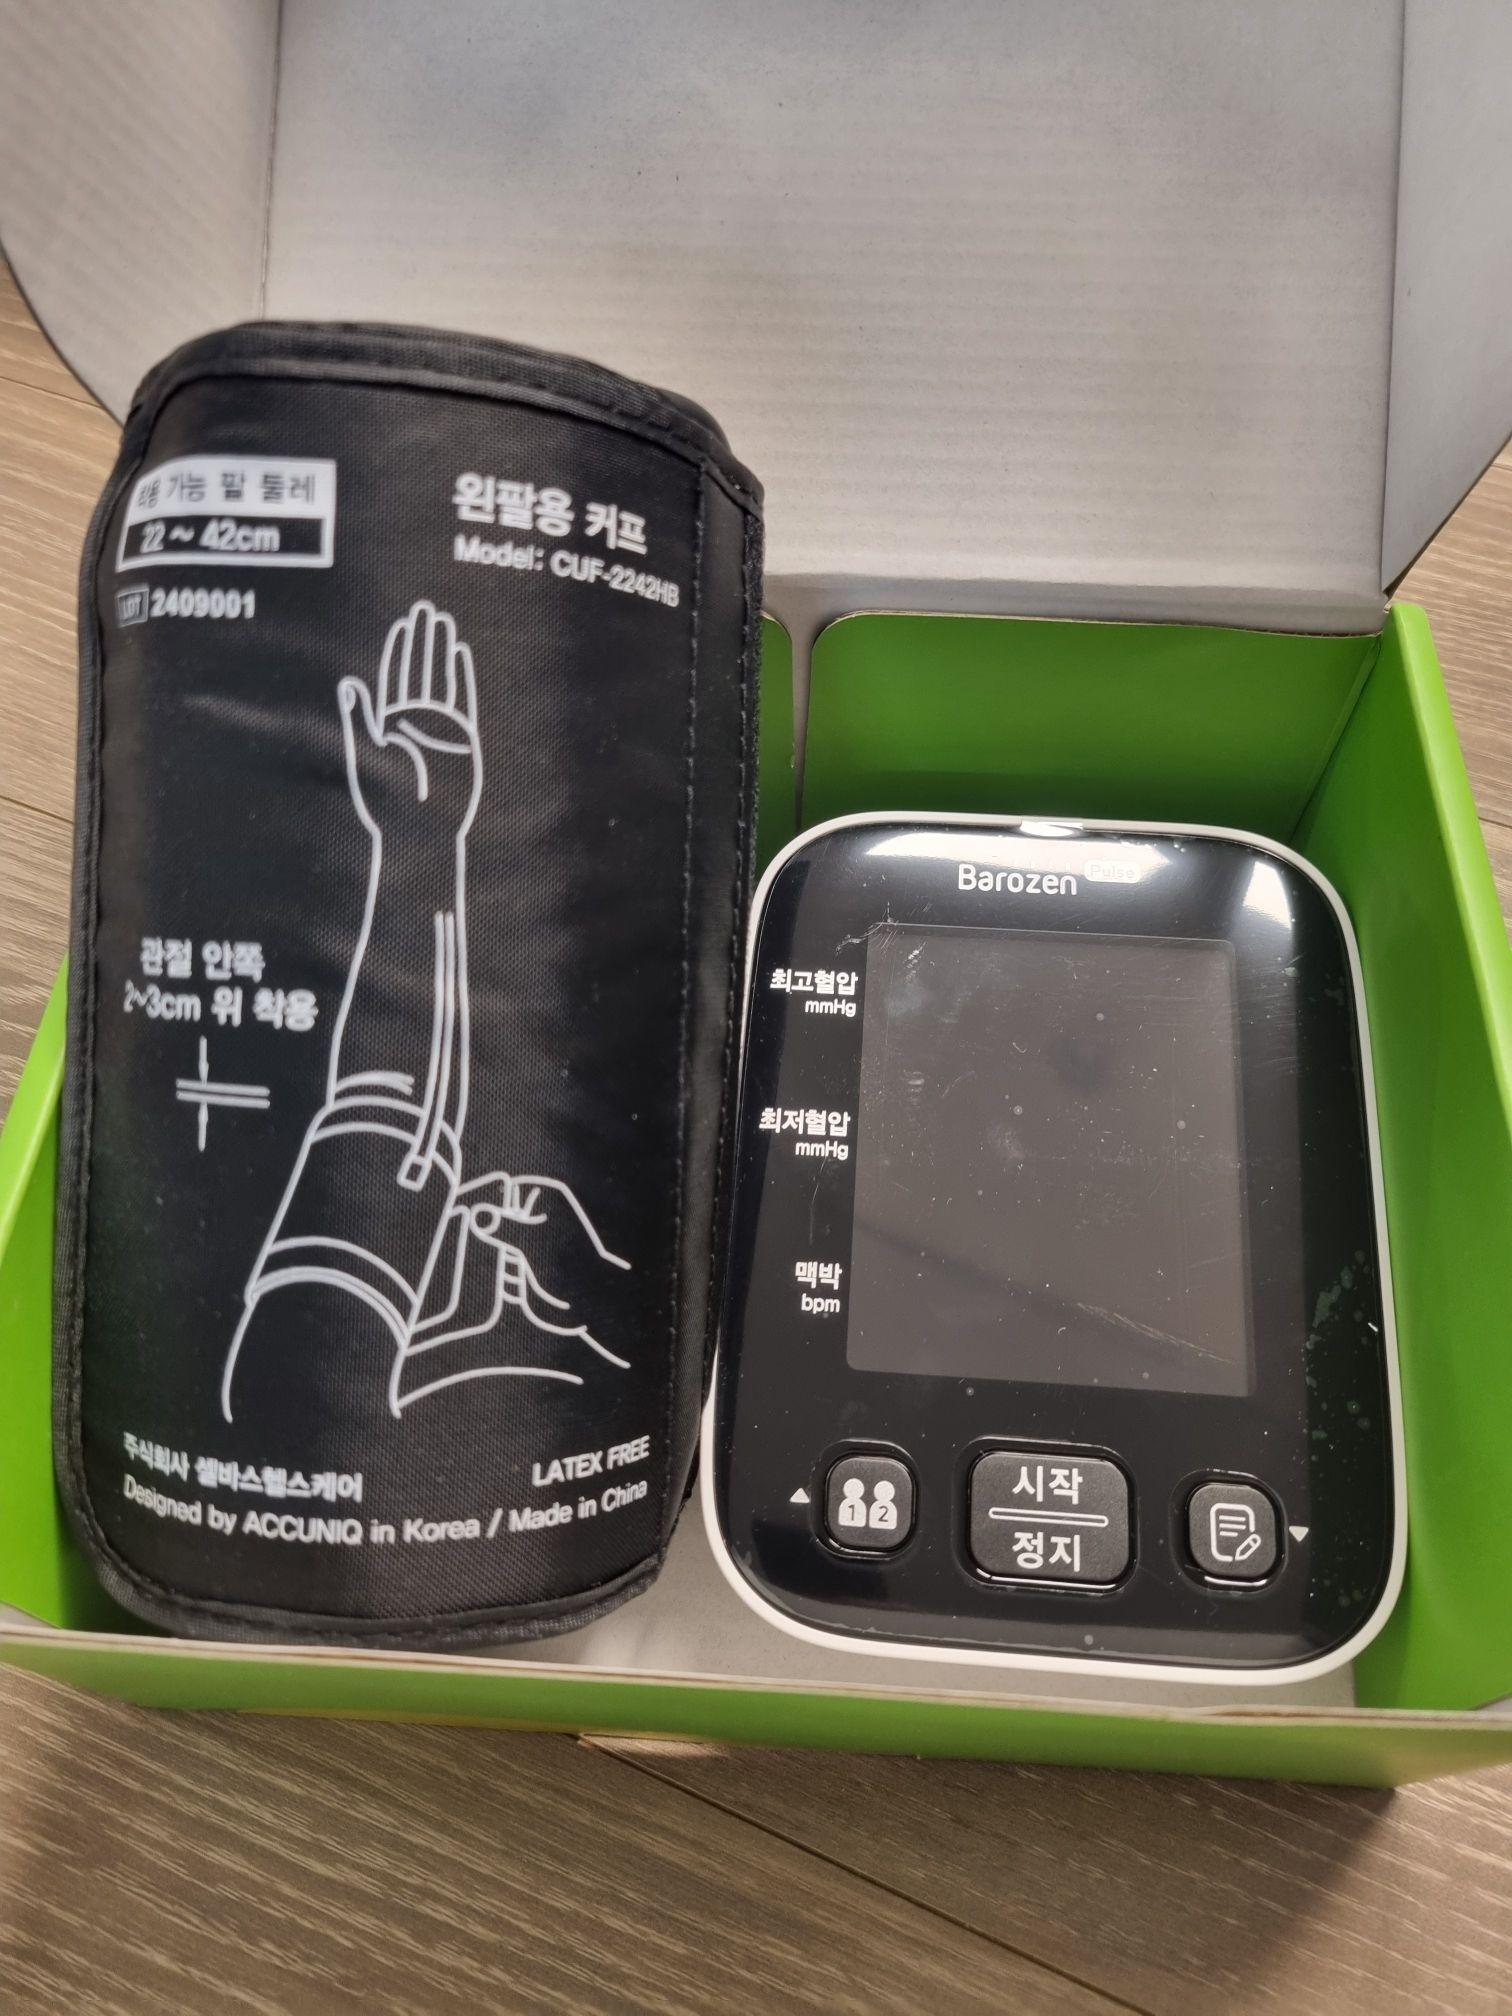 적용 가능 팔 둘레
22 ~ 42cm
LOT 2409001
왼팔용 커프
Model: CUF-2242HB
관절 안쪽
2~3cm 위 착용
주식회사 셀바스헬스케어
LATEX FREE
Designed by ACCUNIQ in Korea / Made in China
Barozen Pulse
최고혈압
mmHg
최저혈압
mmHg
맥박
bpm
1 2
시작
정지